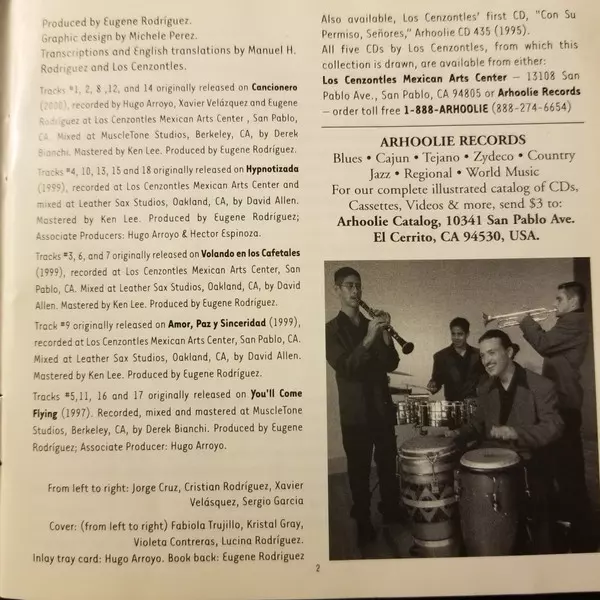 Produced by Eugene Rodríguez.
Graphic design by Michele Perez.
Transcriptions and English translations by Manuel H.
Rodríguez and Los Cenzontles.
Tracks #1, 2, 8 ,12, and 14 originally released on Cancionero
(2000), recorded by Hugo Arroyo, Xavier Velázquez and Eugene
Rodríguez at Los Cenzontles Mexican Arts Center , San Pablo,
CA. Mixed at MuscleTone Studios, Berkeley, CA, by Derek
Bianchi. Mastered by Ken Lee. Produced by Eugene Rodríguez.
Tracks #4, 10, 13, 15 and 18 originally released on Hypnotizada
(1999), recorded at Los Cenzontles Mexican Arts Center and
mixed at Leather Sax Studios, Oakland, CA, by David Allen.
Mastered by Ken Lee. Produced by Eugene Rodríguez;
Associate Producers: Hugo Arroyo & Hector Espinoza.
Tracks #3, 6, and 7 originally released on Volando en los Cafetales
(1999), recorded at Los Cenzontles Mexican Arts Center, San
Pablo, CA. Mixed at Leather Sax Studios, Oakland, CA, by David
Allen. Mastered by Ken Lee. Produced by Eugene Rodríguez.
Track #9 originally released on Amor, Paz y Sinceridad (1999),
recorded at Los Cenzontles Mexican Arts Center, San Pablo, CA.
Mixed at Leather Sax Studios, Oakland, CA, by David Allen.
Mastered by Ken Lee. Produced by Eugene Rodríguez.
Tracks #5,11, 16 and 17 originally released on You'll Come
Flying (1997). Recorded, mixed and mastered at MuscleTone
Studios, Berkeley, CA, by Derek Bianchi. Produced by Eugene
Rodríguez; Associate Producer: Hugo Arroyo.
From left to right: Jorge Cruz, Cristian Rodríguez, Xavier
Velásquez, Sergio Garcia
Cover: (from left to right) Fabiola Trujillo, Kristal Gray,
Violeta Contreras, Lucina Rodríguez.
Inlay tray card: Hugo Arroyo. Book back: Eugene Rodríguez
Also available, Los Cenzontles' first CD, "Con Su
Permiso, Señores," Arhoolie CD 435 (1995).
All five CDs by Los Cenzontles, from which this
collection is drawn, are available from either:
Los Cenzontles Mexican Arts Center – 13108 San
Pablo Ave., San Pablo, CA 94805 or Arhoolie Records
– order toll free 1-888-ARHOOLIE (888-274-6654)
ARHOOLIE RECORDS
Blues • Cajun • Tejano • Zydeco • Country
Jazz • Regional • World Music
For our complete illustrated catalog of CDs,
Cassettes, Videos & more, send $3 to:
Arhoolie Catalog, 10341 San Pablo Ave.
El Cerrito, CA 94530, USA.
2